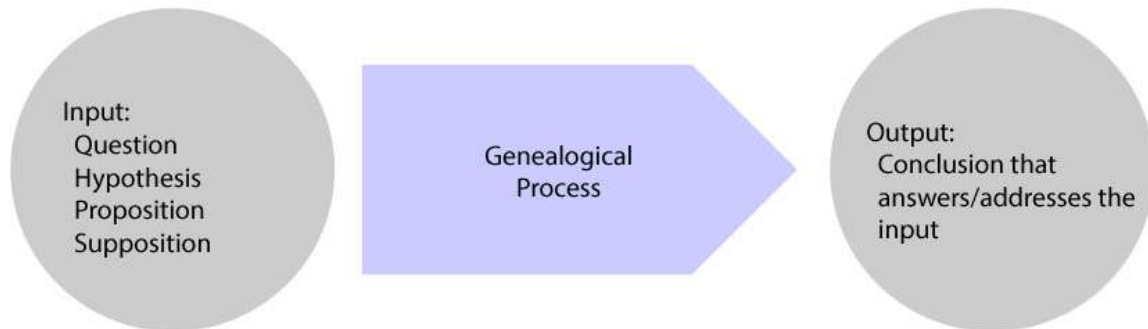 Input:
Question
Hypothesis
Proposition
Supposition
Genealogical
Process
Output:
Conclusion that
answers/addresses the
input